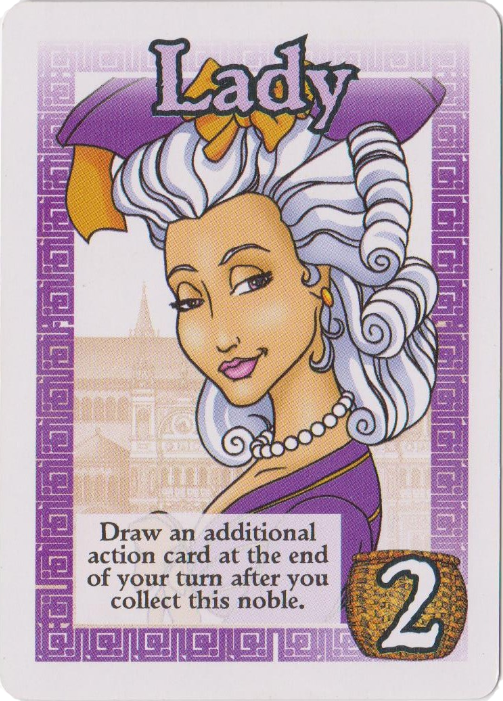 Lady
Draw an additional
action card at the end
of your turn after you
collect this noble.
2